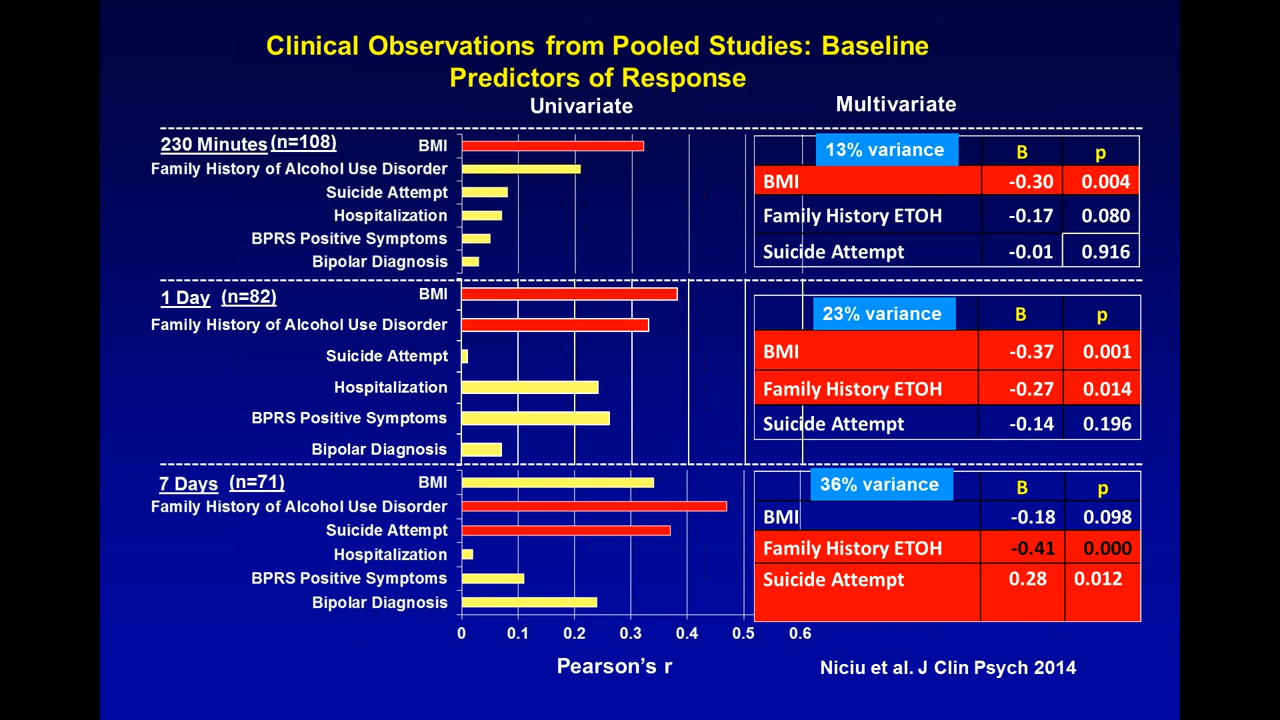 Clinical Observations from Pooled Studies: Baseline
Predictors of Response
Univariate
Multivariate
230 Minutes (n=108)
BMI
Family History of Alcohol Use Disorder
Suicide Attempt
Hospitalization
BPRS Positive Symptoms
Bipolar Diagnosis
13% variance B p
BMI -0.30 0.004
Family History ETOH -0.17 0.080
Suicide Attempt -0.01 0.916
1 Day (n=82)
BMI
Family History of Alcohol Use Disorder
Suicide Attempt
Hospitalization
BPRS Positive Symptoms
Bipolar Diagnosis
23% variance B p
BMI -0.37 0.001
Family History ETOH -0.27 0.014
Suicide Attempt -0.14 0.196
7 Days (n=71)
BMI
Family History of Alcohol Use Disorder
Suicide Attempt
Hospitalization
BPRS Positive Symptoms
Bipolar Diagnosis
36% variance B p
BMI -0.18 0.098
Family History ETOH -0.41 0.000
Suicide Attempt 0.28 0.012
0 0.1 0.2 0.3 0.4 0.5 0.6
Pearson's r
Niciu et al. J Clin Psych 2014